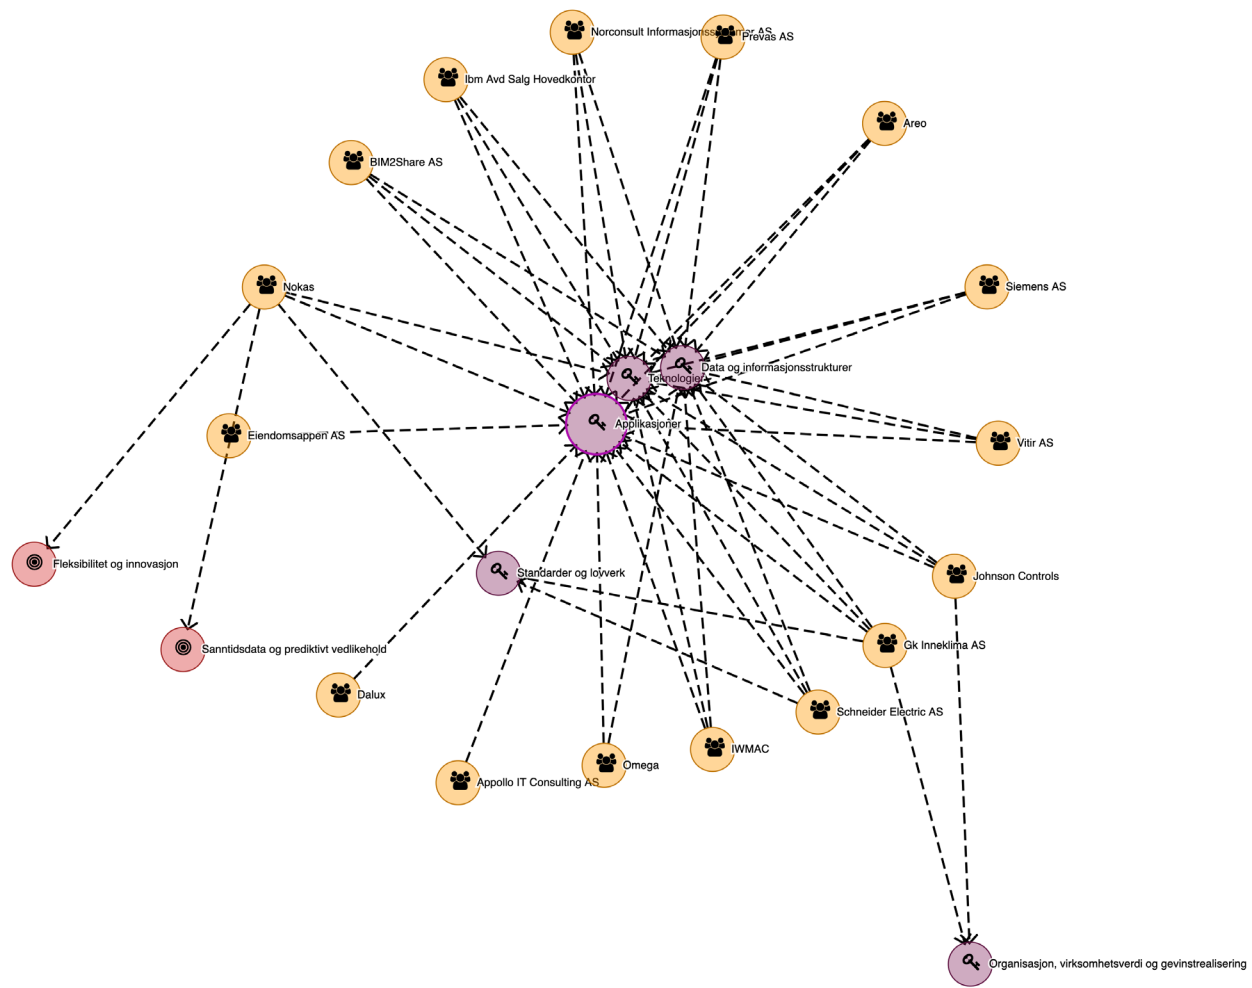 Norconsult Informasjonss
mer AS
Prevas AS
Ibm Avd Salg Hovedkontor
Areo
BIM2Share AS
Nokas
Siemens AS
Data og informasjonsstrukturer
Teknologier
Applikasjoner
Eiendomsappen AS
Vitir AS
Fleksibilitet og innovasjon
Standarder og lovverk
Johnson Controls
Sanntidsdata og prediktivt vedlikehold
Gk Inneklima AS
Dalux
Schneider Electric AS
IWMAC
Omega
Appollo IT Consulting AS
Organisasjon, virksomhetsverdi og gevinstrealisering